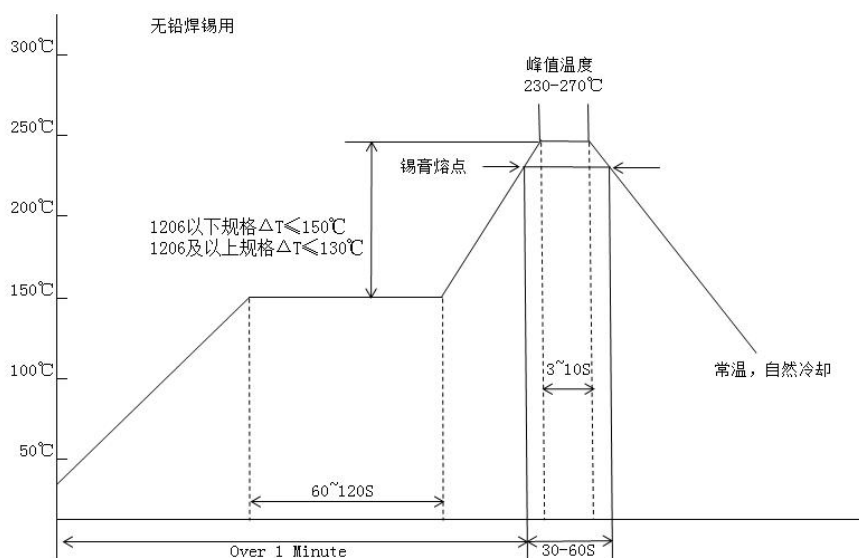 无铅焊锡用
300℃
峰值温度
230-270℃
250℃
锡膏熔点
200℃
1206以下规格△T≤150℃
1206及以上规格△T≤130℃
150℃
100℃
3~10S
常温，自然冷却
50℃
60~120S
Over 1 Minute
30-60S